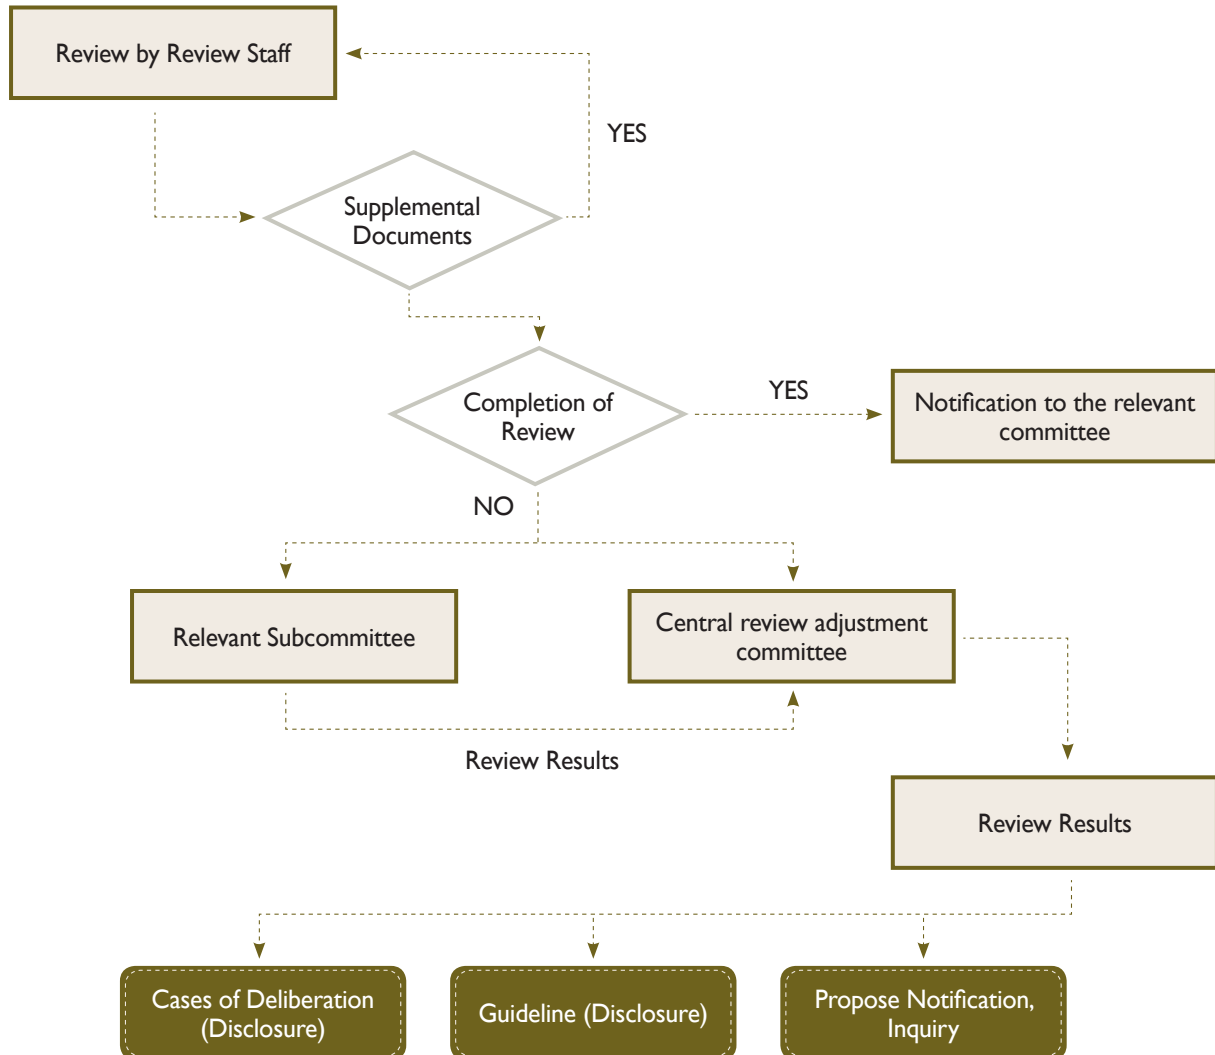 Review by Review Staff
YES
Supplemental
Documents
Completion of
Review
YES
Notification to the relevant
committee
NO
Relevant Subcommittee
Central review adjustment
committee
Review Results
Review Results
Cases of Deliberation
(Disclosure)
Guideline (Disclosure)
Propose Notification,
Inquiry